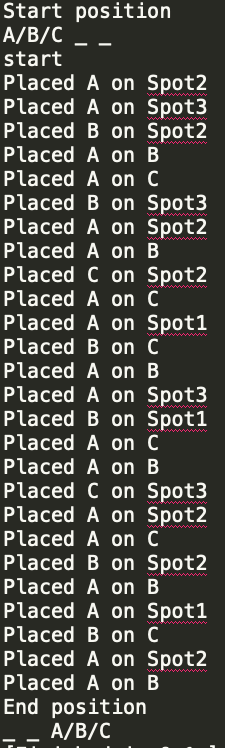 Start position
A/B/C _ _
start
Placed A on Spot2
Placed A on Spot3
Placed B on Spot2
Placed A on B
Placed A on C
Placed B on Spot3
Placed A on Spot2
Placed A on B
Placed C on Spot2
Placed A on C
Placed A on Spot1
Placed B on C
Placed A on B
Placed A on Spot3
Placed B on Spot1
Placed A on C
Placed A on B
Placed C on Spot3
Placed A on Spot2
Placed A on C
Placed B on Spot2
Placed A on B
Placed A on Spot1
Placed B on C
Placed A on Spot2
Placed A on B
End position
_ _ A/B/C